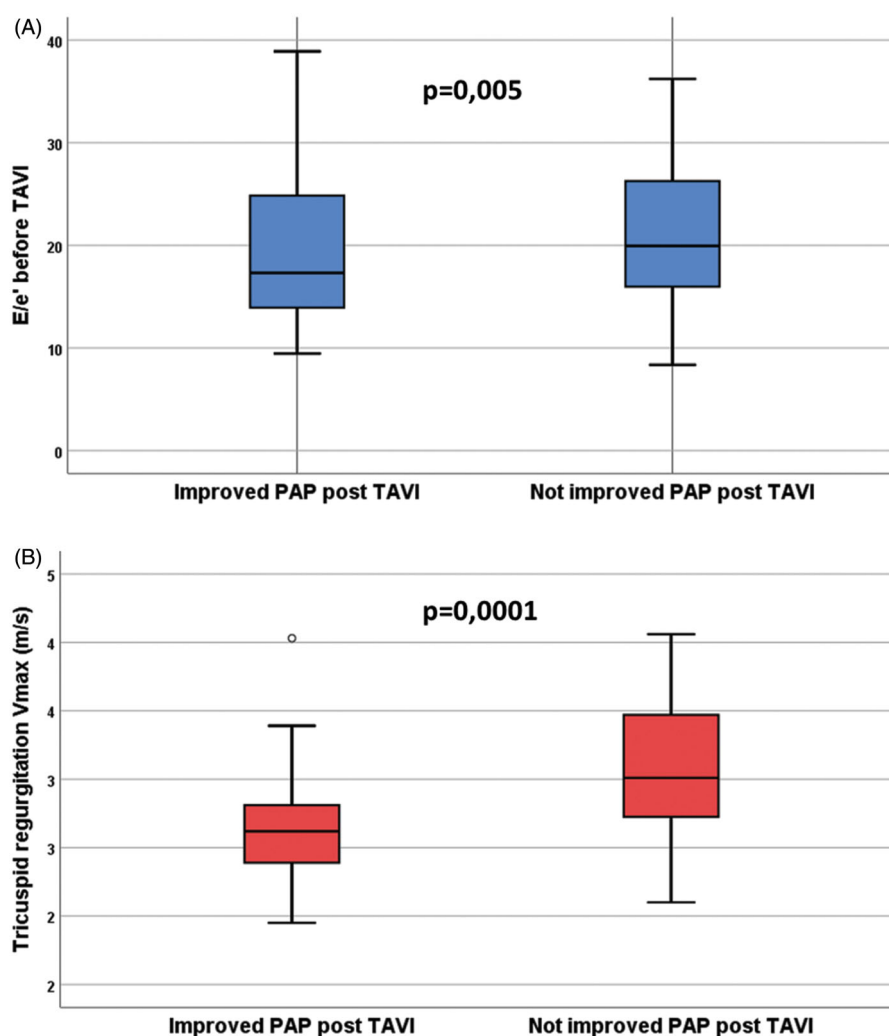 (A)
40
p=0,005
30
E/e' before TAVI
20
10
0
Improved PAP post TAVI
Not improved PAP post TAVI
(B)
5
p=0,0001
4
4
Tricuspid regurgitation Vmax (m/s)
3
3
2
2
Improved PAP post TAVI
Not improved PAP post TAVI